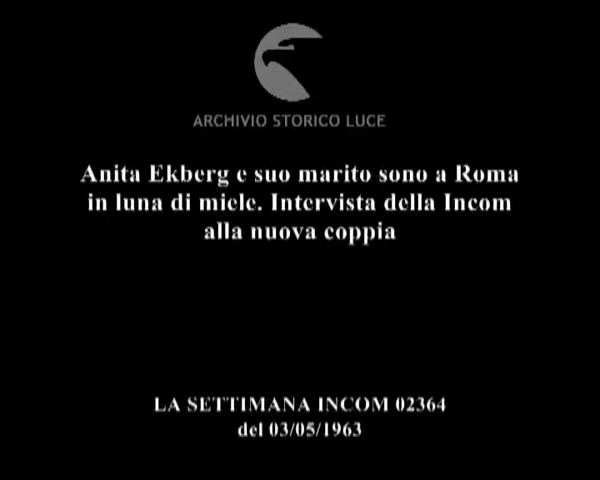 ARCHIVIO STORICO LUCE
Anita Ekberg e suo marito sono a Roma
in luna di miele. Intervista della Incom
alla nuova coppia
LA SETTIMANA INCOM 02364
del 03/05/1963